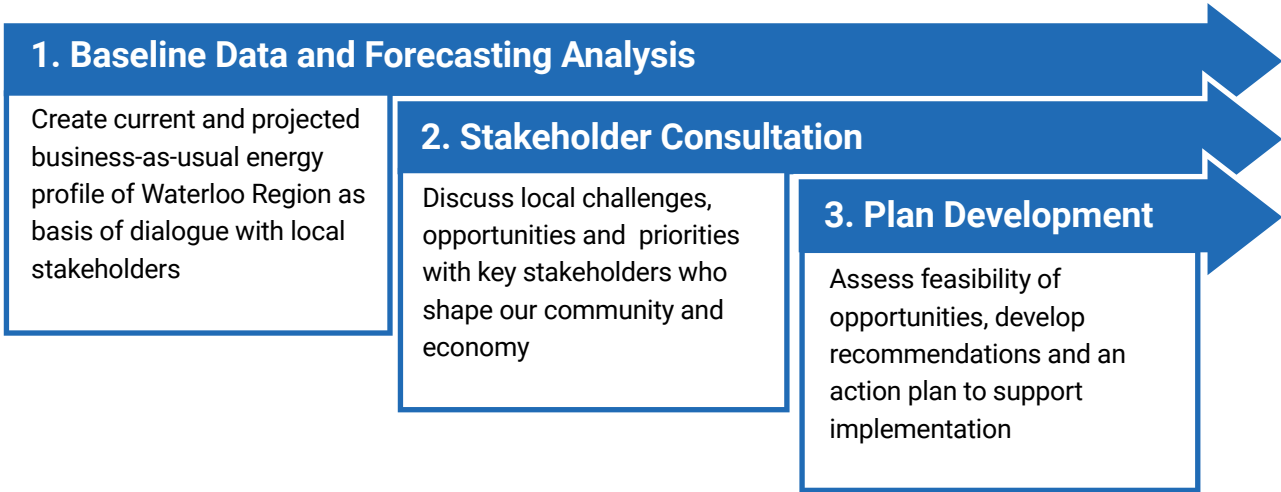 1. Baseline Data and Forecasting Analysis
Create current and projected
business-as-usual energy
profile of Waterloo Region as
basis of dialogue with local
stakeholders
2. Stakeholder Consultation
Discuss local challenges,
opportunities and  priorities
with key stakeholders who
shape our community and
economy
3. Plan Development
Assess feasibility of
opportunities, develop
recommendations and an
action plan to support
implementation